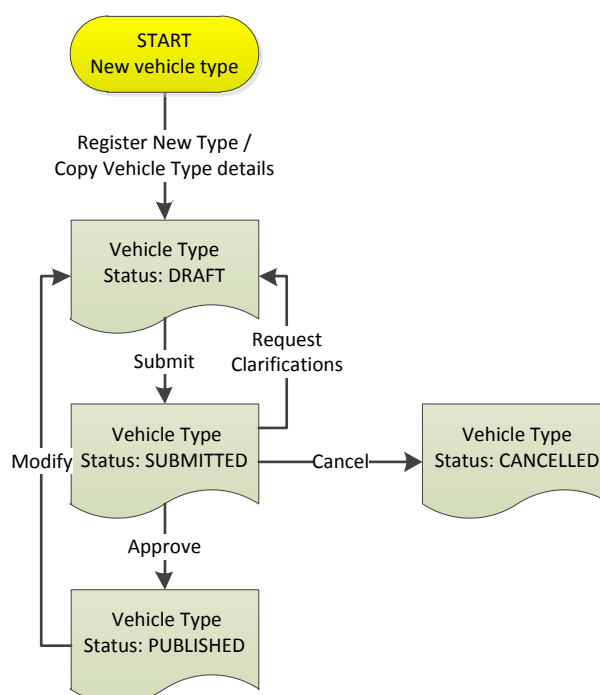 START
New vehicle type
Register New Type /
Copy Vehicle Type details
Vehicle Type
Status: DRAFT
Request
Clarifications
Submit
Vehicle Type
Status: SUBMITTED
Modify
Cancel
Vehicle Type
Status: CANCELLED
Approve
Vehicle Type
Status: PUBLISHED